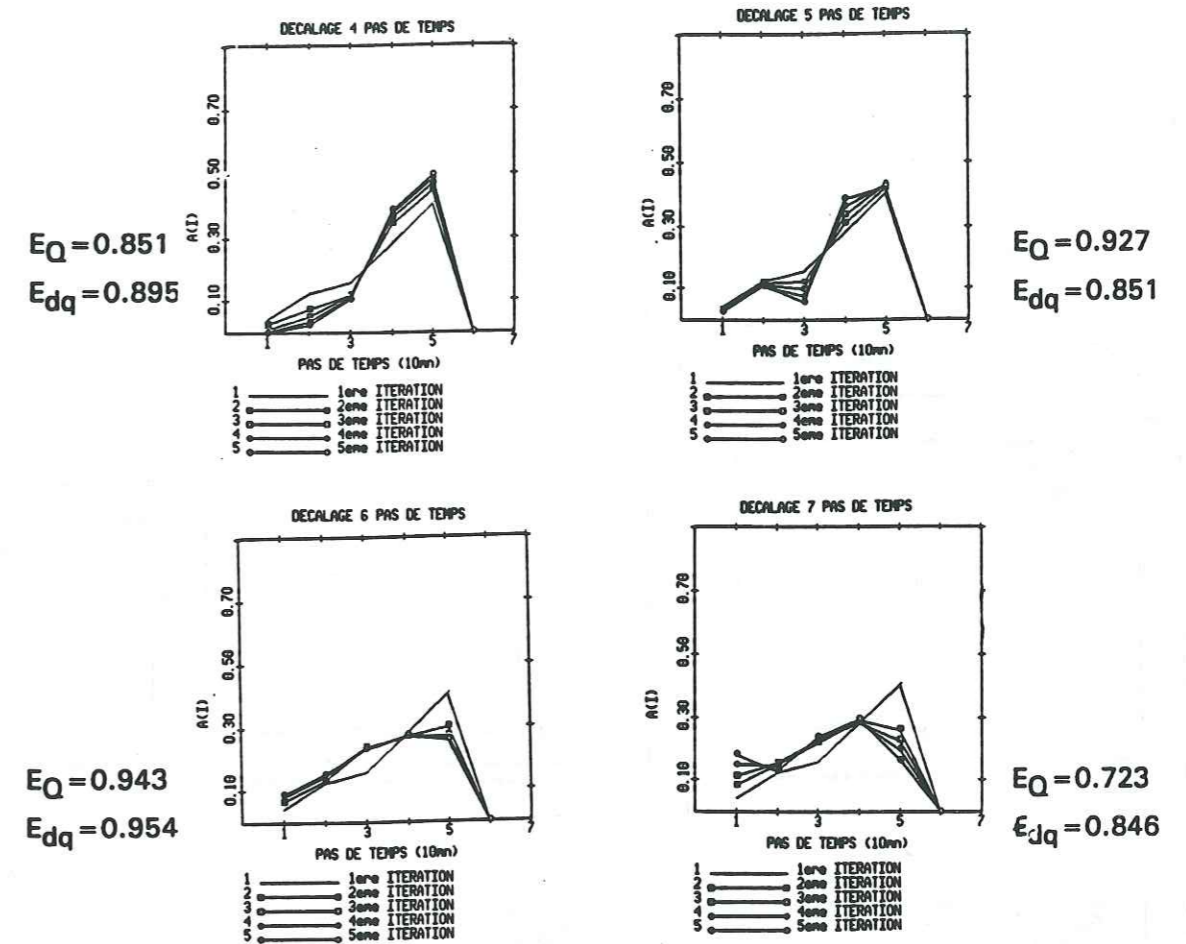 DECALAGE 4 PAS DE TEMPS
0.70
0.50
0.30
0.10
A(I)
1
3
5
7
PAS DE TEMPS (10mn)
1 1ere ITERATION
2 2eme ITERATION
3 3eme ITERATION
4 4eme ITERATION
5 5eme ITERATION
EQ=0.851
Edq=0.895
DECALAGE 5 PAS DE TEMPS
0.70
0.50
0.30
0.10
A(I)
1
3
5
7
PAS DE TEMPS (10mn)
1 1ere ITERATION
2 2eme ITERATION
3 3eme ITERATION
4 4eme ITERATION
5 5eme ITERATION
EQ=0.927
Edq=0.851
DECALAGE 6 PAS DE TEMPS
0.70
0.50
0.30
0.10
A(I)
1
3
5
7
PAS DE TEMPS (10mn)
1 1ere ITERATION
2 2eme ITERATION
3 3eme ITERATION
4 4eme ITERATION
5 5eme ITERATION
EQ=0.943
Edq=0.954
DECALAGE 7 PAS DE TEMPS
0.70
0.50
0.30
0.10
A(I)
1
3
5
7
PAS DE TEMPS (10mn)
1 1ere ITERATION
2 2eme ITERATION
3 3eme ITERATION
4 4eme ITERATION
5 5eme ITERATION
EQ=0.723
Edq=0.846